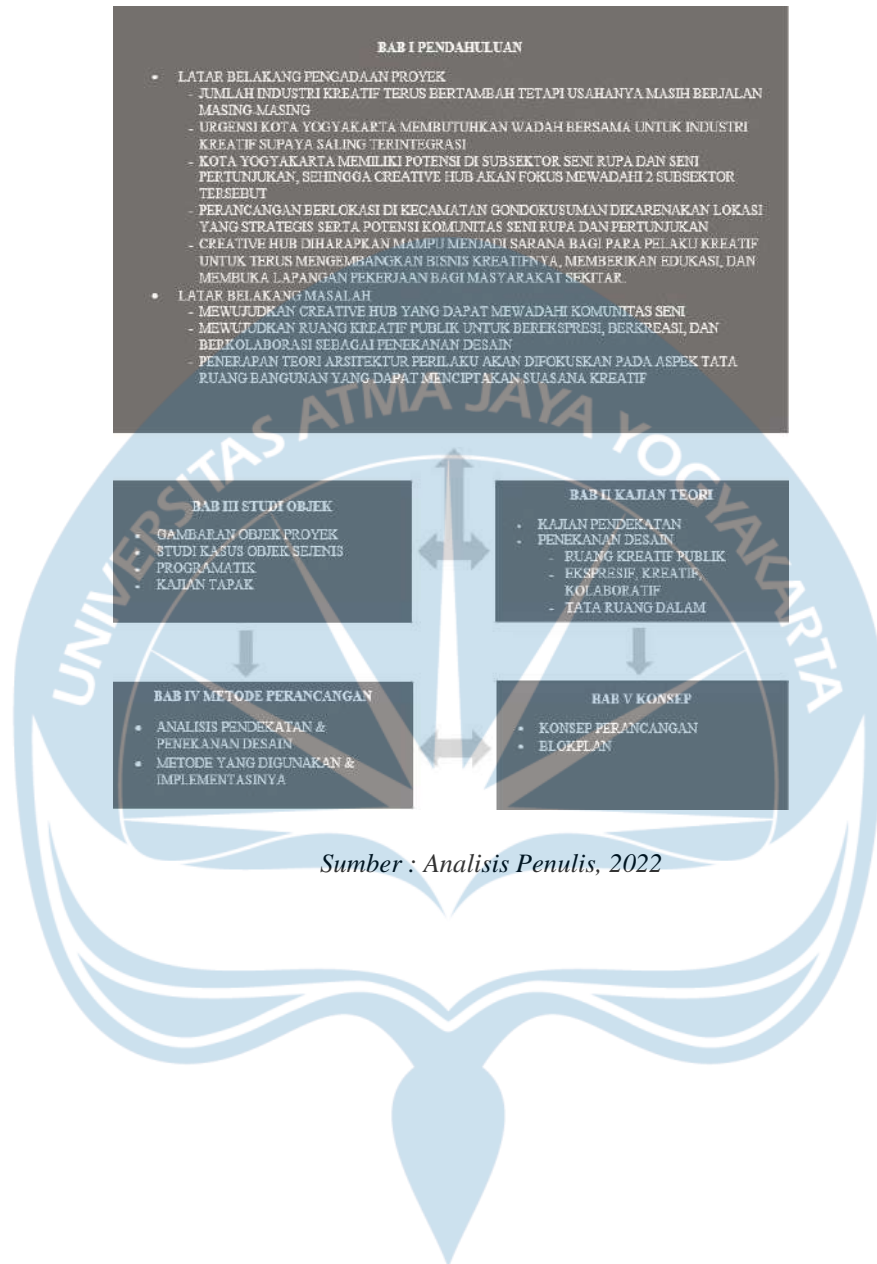 BAB I PENDAHULUAN
• LATAR BELAKANG PENGADAAN PROYEK
- JUMLAH INDUSTRI KREATIF TERUS BERTAMBAH TETAPI USAHANYA MASIH BERJALAN
MASING-MASING
- URGENSI KOTA YOGYAKARTA MEMBUTUHKAN WADAH BERSAMA UNTUK INDUSTRI
KREATIF SUPAYA SALING TERINTEGRASI
- KOTA YOGYAKARTA MEMILIKI POTENSI DI SUBSEKTOR SENI RUPA DAN SENI
PERTUNJUKAN, SEHINGGA CREATIVE HUB AKAN FOKUS MEWADAHI 2 SUBSEKTOR
TERSEBUT
- PERANCANGAN BERLOKASI DI KECAMATAN GONDOKUSUMAN DIKARENAKAN LOKASI
YANG STRATEGIS SERTA POTENSI KOMUNITAS SENI RUPA DAN PERTUNJUKAN
- CREATIVE HUB DIHARAPKAN MAMPU MENJADI SARANA BAGI PARA PELAKU KREATIF
UNTUK TERUS MENGEMBANGKAN BISNIS KREATIFNYA, MEMBERIKAN EDUKASI, DAN
MEMBUKA LAPANGAN PEKERJAAN BAGI MASYARAKAT SEKITAR.
• LATAR BELAKANG MASALAH
- MEWUJUDKAN CREATIVE HUB YANG DAPAT MEWADAHI KOMUNITAS SENI
- MEWUJUDKAN RUANG KREATIF PUBLIK UNTUK BEREKSPRESI, BERKREASI, DAN
BERKOLABORASI SEBAGAI PENEKANAN DESAIN
- PENERAPAN TEORI ARSITEKTUR PERILAKU AKAN DIFOKUSKAN PADA ASPEK TATA
RUANG BANGUNAN YANG DAPAT MENCIPTAKAN SUASANA KREATIF
UNIVERSITAS ATMA JAYA YOGYAKARTA
BAB III STUDI OBJEK
• GAMBARAN OBJEK PROYEK
• STUDI KASUS OBJEK SEJENIS
• PROGRAMATIK
• KAJIAN TAPAK
BAB II KAJIAN TEORI
• KAJIAN PENDEKATAN
• PENEKANAN DESAIN
- RUANG KREATIF PUBLIK
- EKSPRESIF, KREATIF,
KOLABORATIF
- TATA RUANG DALAM
BAB IV METODE PERANCANGAN
• ANALISIS PENDEKATAN &
PENEKANAN DESAIN
• METODE YANG DIGUNAKAN &
IMPLEMENTASINYA
BAB V KONSEP
• KONSEP PERANCANGAN
• BLOKPLAN
Sumber : Analisis Penulis, 2022